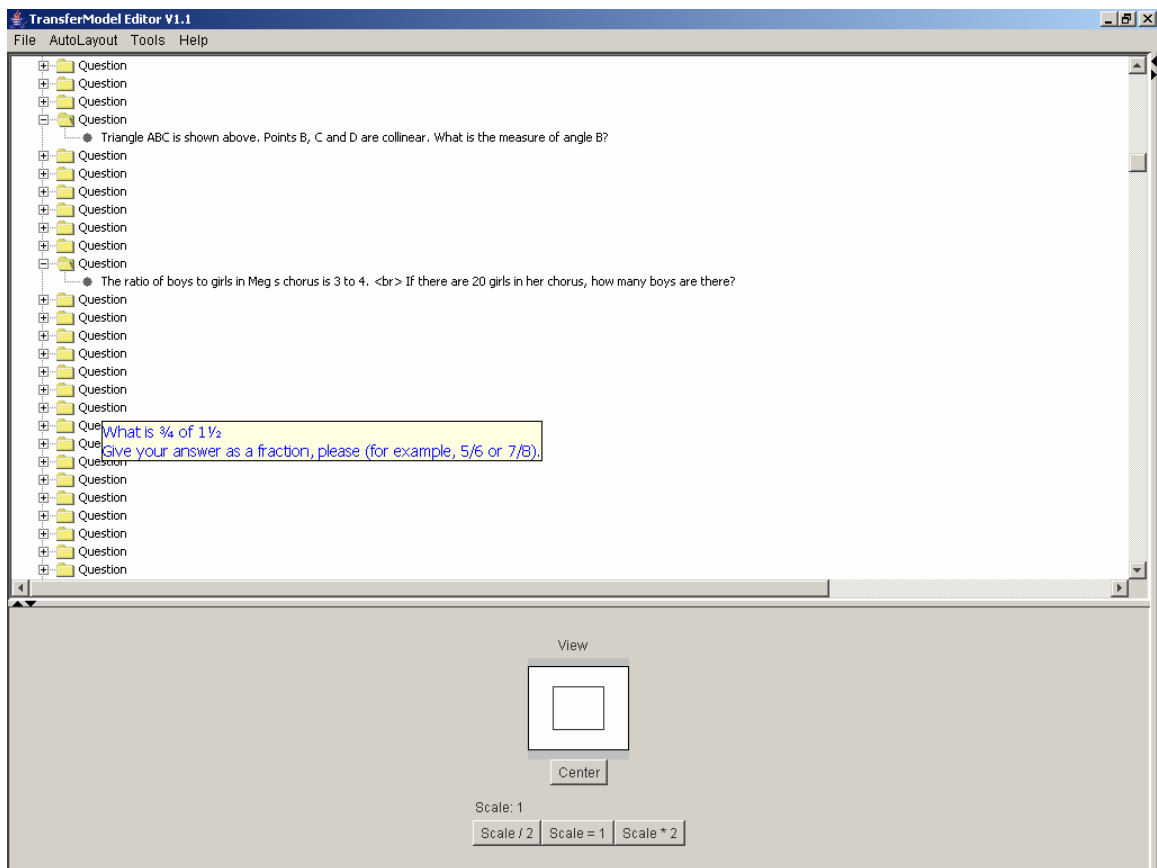 TransferModel Editor V1.1
File AutoLayout Tools Help
Question
Question
Question
Question
Triangle ABC is shown above. Points B, C and D are collinear. What is the measure of angle B?
Question
Question
Question
Question
Question
Question
Question
The ratio of boys to girls in Meg s chorus is 3 to 4. <br> If there are 20 girls in her chorus, how many boys are there?
Question
Question
Question
Question
Question
Question
Question
Que
What is ¾ of 1½
Que
Give your answer as a fraction, please (for example, 5/6 or 7/8).
Question
Question
Question
Question
Question
Question
Question
View
Center
Scale: 1
Scale / 2 Scale = 1 Scale * 2